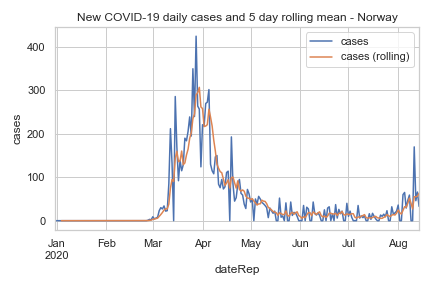 New COVID-19 daily cases and 5 day rolling mean - Norway
cases
cases (rolling)
400
300
200
100
0
cases
Jan Feb Mar Apr May Jun Jul Aug
2020
dateRep